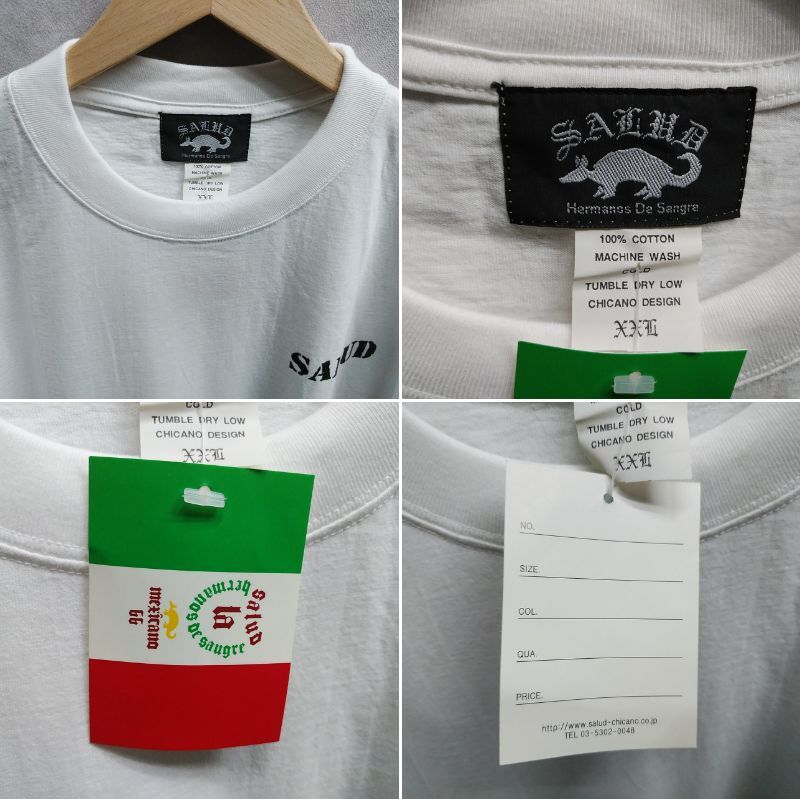 SALUD
Hermanos De Sangre
100% COTTON
MACHINE WASH
COLD
TUMBLE DRY LOW
CHICANO DESIGN
XXL
SALUD
SALUD
Hermanos De Sangre
100% COTTON
MACHINE WASH
COLD
TUMBLE DRY LOW
CHICANO DESIGN
XXL
COLD
TUMBLE DRY LOW
CHICANO DESIGN
XXL
salud
hermanos de sangre
la
mexicano
GG
COLD
TUMBLE DRY LOW
CHICANO DESIGN
XXL
NO.
SIZE.
COL.
QUA.
PRICE.
http://www.salud-chicano.co.jp
TEL 03-5302-0048